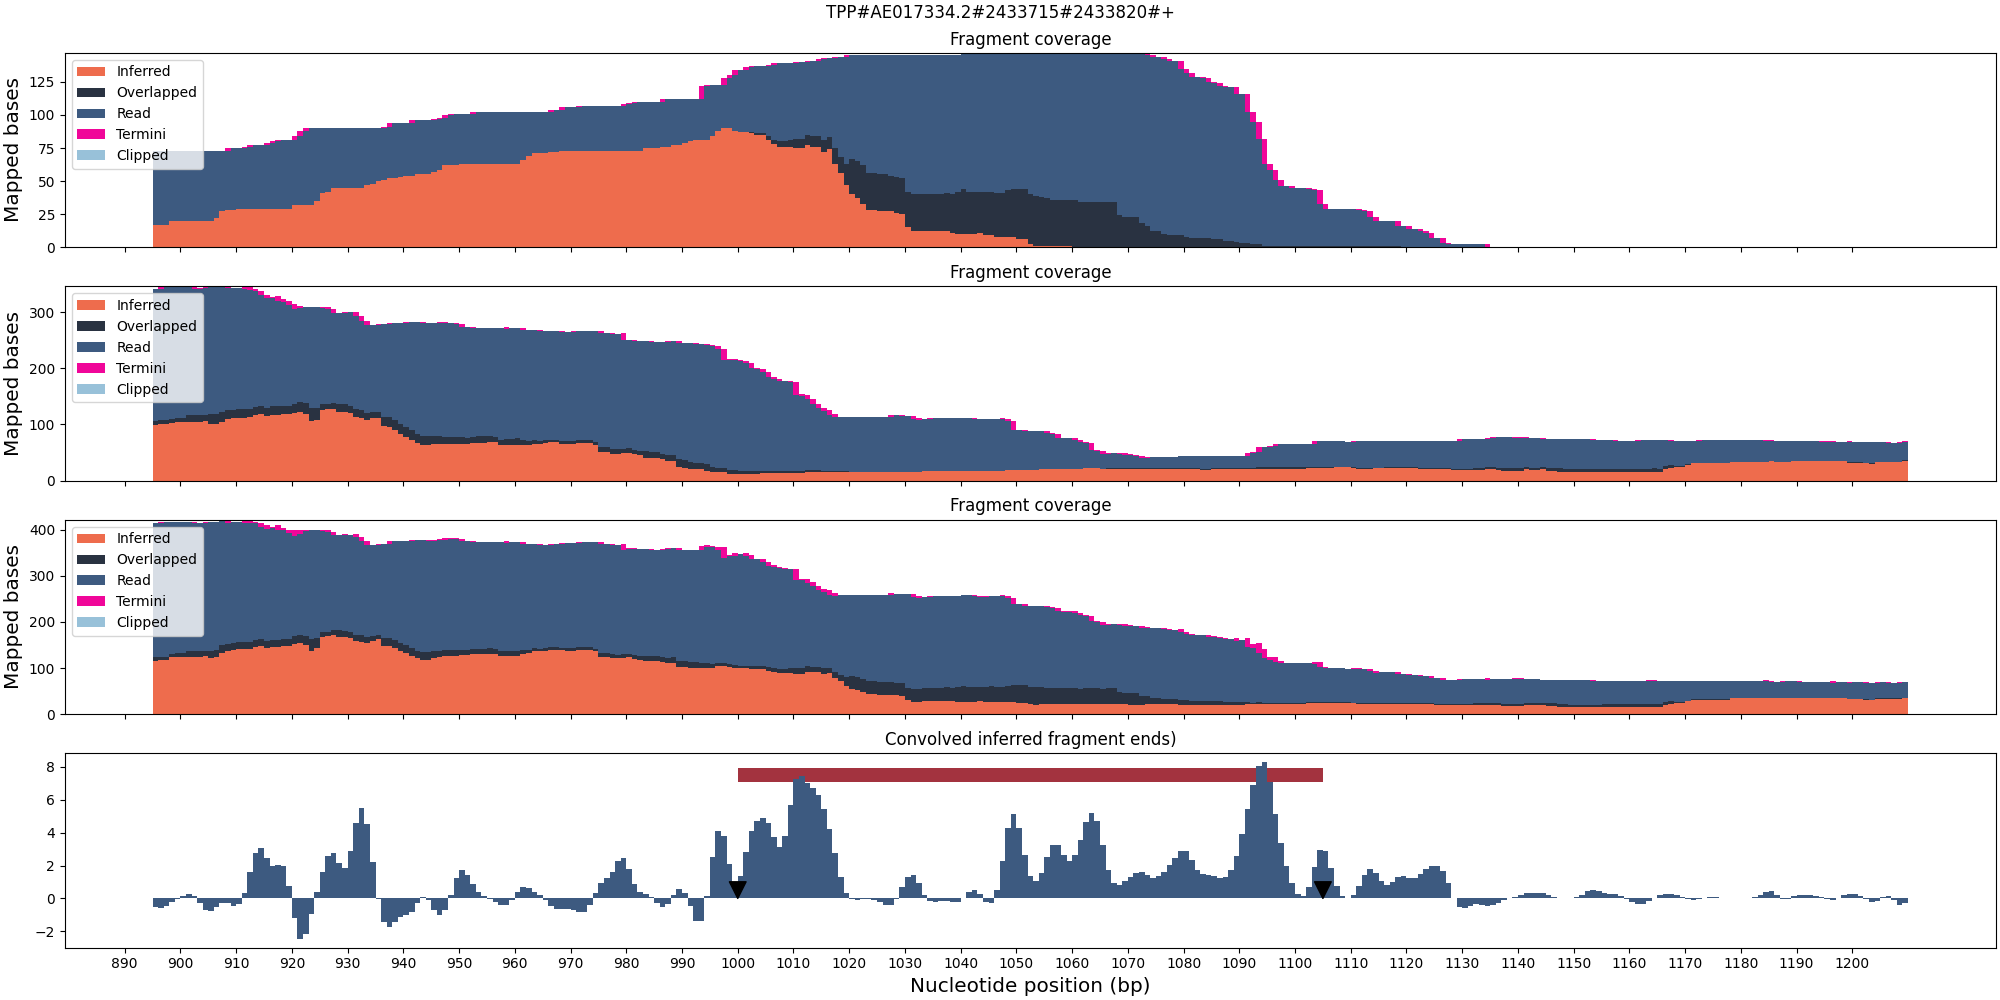 TPP#AE017334.2#2433715#2433820#+
Fragment coverage
Mapped bases
125
100
75
50
25
0
Inferred
Overlapped
Read
Termini
Clipped
Fragment coverage
Mapped bases
300
200
100
0
Inferred
Overlapped
Read
Termini
Clipped
Fragment coverage
Mapped bases
400
300
200
100
0
Inferred
Overlapped
Read
Termini
Clipped
Convolved inferred fragment ends)
8
6
4
2
0
−2
890 900 910 920 930 940 950 960 970 980 990 1000 1010 1020 1030 1040 1050 1060 1070 1080 1090 1100 1110 1120 1130 1140 1150 1160 1170 1180 1190 1200
Nucleotide position (bp)